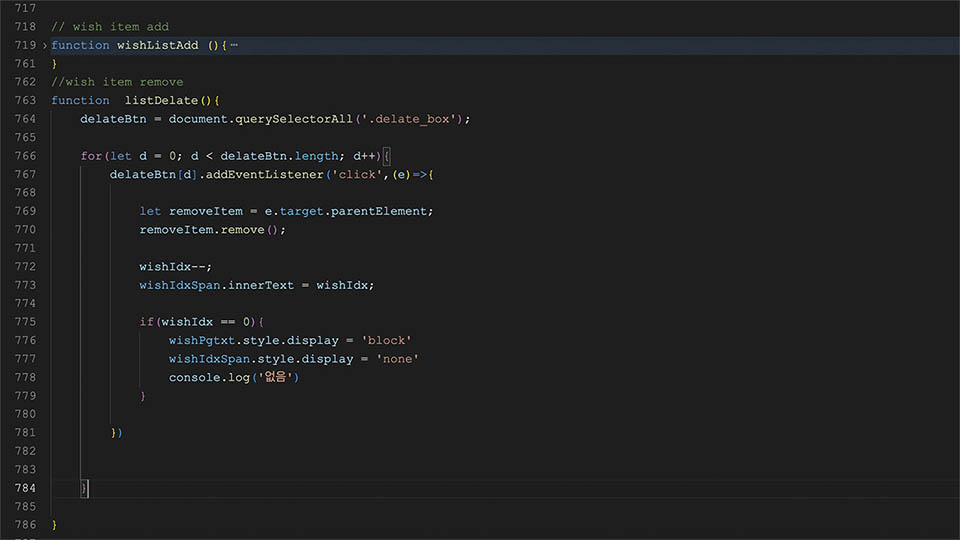 717
718 // wish item add
719 › function wishListAdd (){ ⋯
761 }
762 //wish item remove
763 function  listDelate(){
764     delateBtn = document.querySelectorAll('.delate_box');
765
766     for(let d = 0; d < delateBtn.length; d++){
767         delateBtn[d].addEventListener('click',(e)=>{
768
769             let removeItem = e.target.parentElement;
770             removeItem.remove();
771
772             wishIdx--;
773             wishIdxSpan.innerText = wishIdx;
774
775             if(wishIdx == 0){
776                 wishPgtxt.style.display = 'block'
777                 wishIdxSpan.style.display = 'none'
778                 console.log('없음')
779             }
780
781         })
782
783
784     }
785
786 }